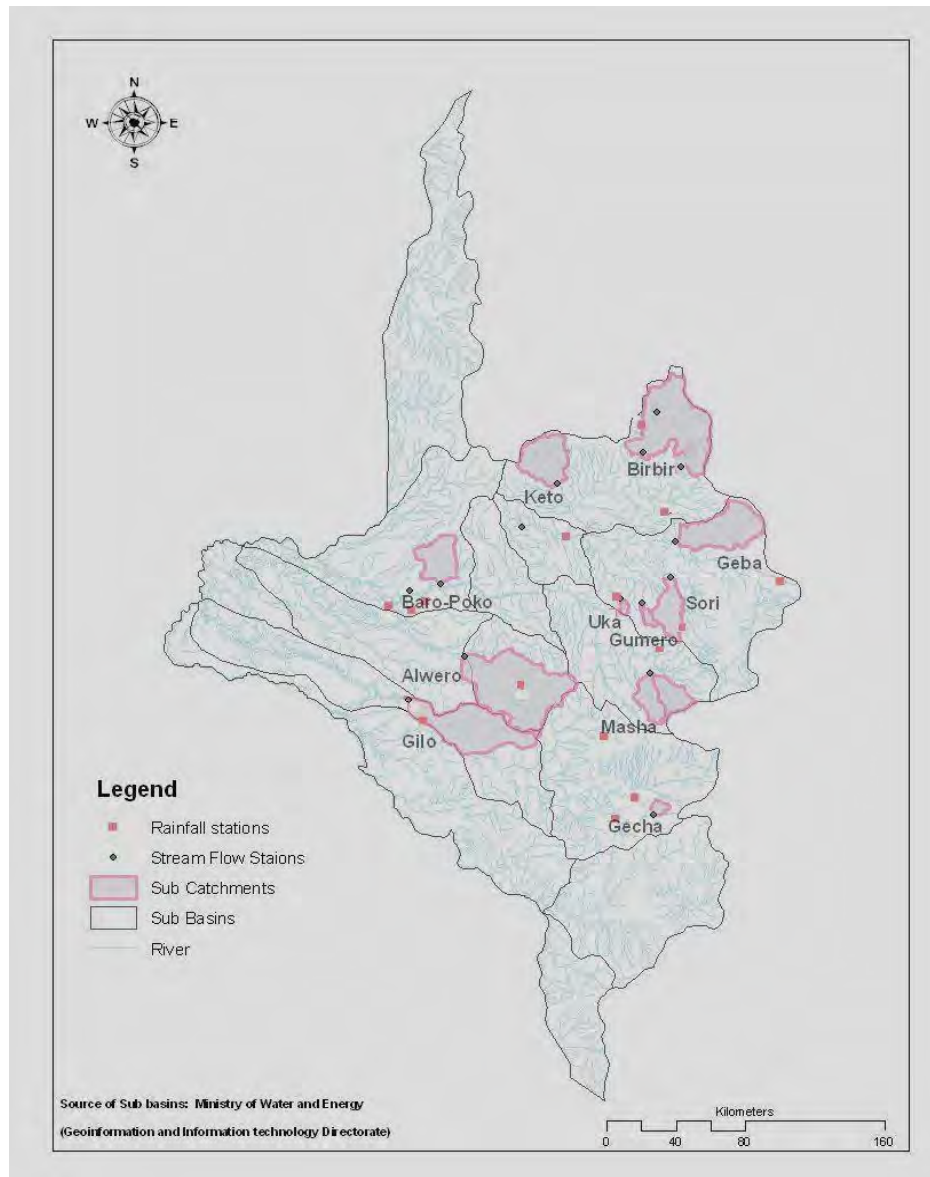 N
W E
S
Birbir
Keto
Geba
Baro-Poko
Sori
Uka
Gumero
Alwero
Masha
Gilo
Gecha
Legend
Rainfall stations
Stream Flow Staions
Sub Catchments
Sub Basins
River
Source of Sub basins: Ministry of Water and Energy
(Geoinformation and Information technology Directorate)
Kilometers
0 40 80 160